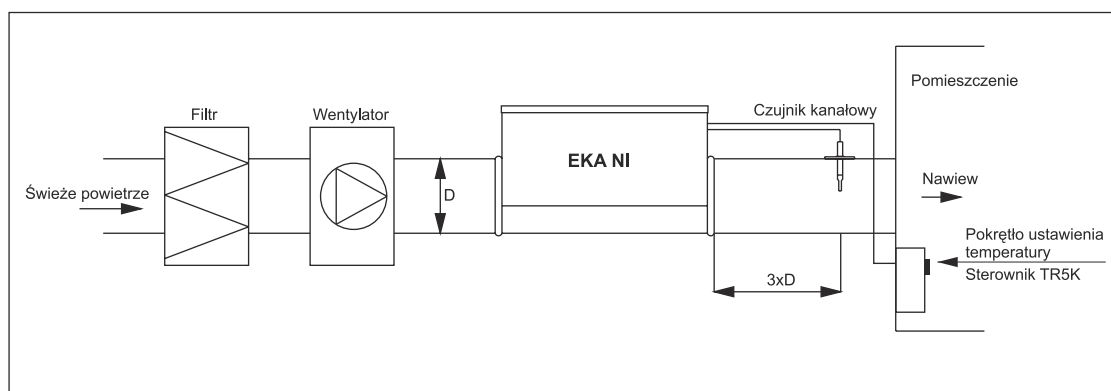 Pomieszczenie
Filtr
Wentylator
Czujnik kanałowy
EKA NI
Świeże powietrze
D
Nawiew
Pokrętło ustawienia
temperatury
Sterownik TR5K
3xD